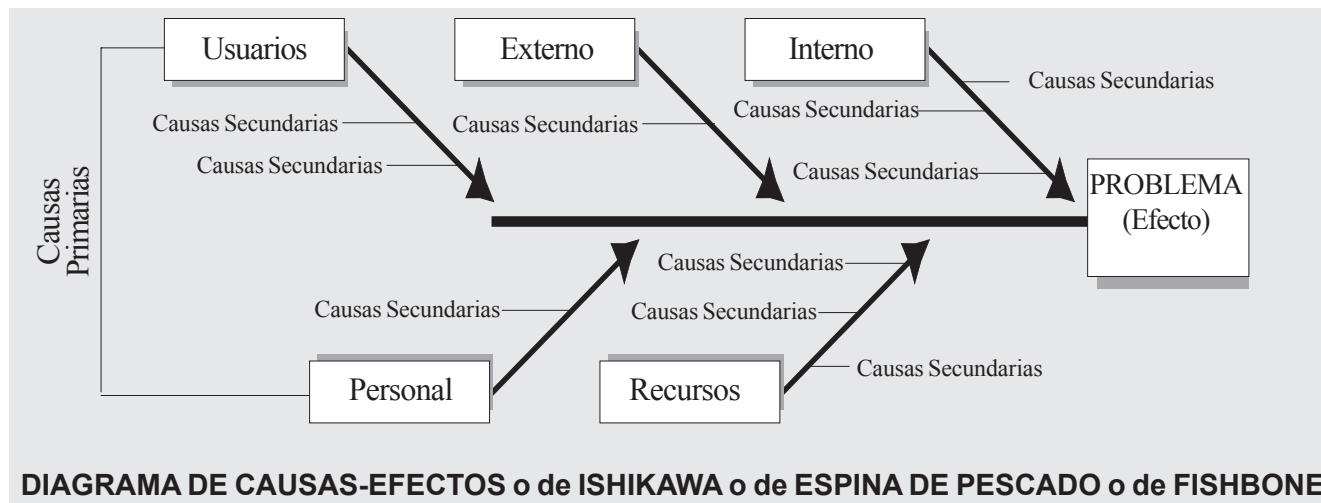 Usuarios
Externo
Interno
Causas Secundarias
Causas Secundarias
Causas Secundarias
Causas Secundarias
Causas Secundarias
Causas Secundarias
PROBLEMA
(Efecto)
Causas
Primarias
Causas Secundarias
Causas Secundarias
Causas Secundarias
Causas Secundarias
Personal
Recursos
DIAGRAMA DE CAUSAS-EFECTOS o de ISHIKAWA o de ESPINA DE PESCADO o de FISHBONE